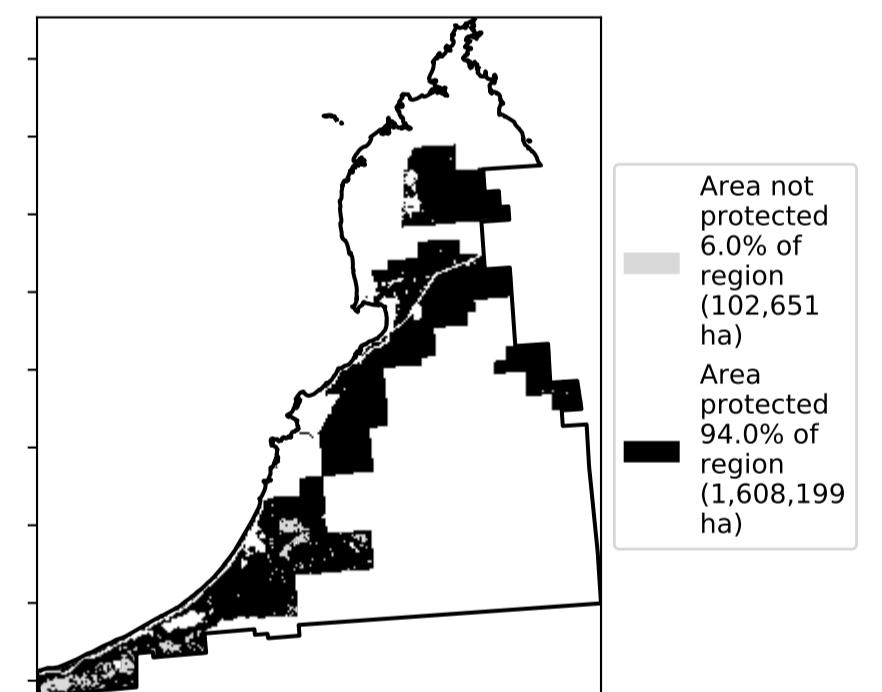 Area not
protected
6.0% of
region
(102,651
ha)
Area
protected
94.0% of
region
(1,608,199
ha)